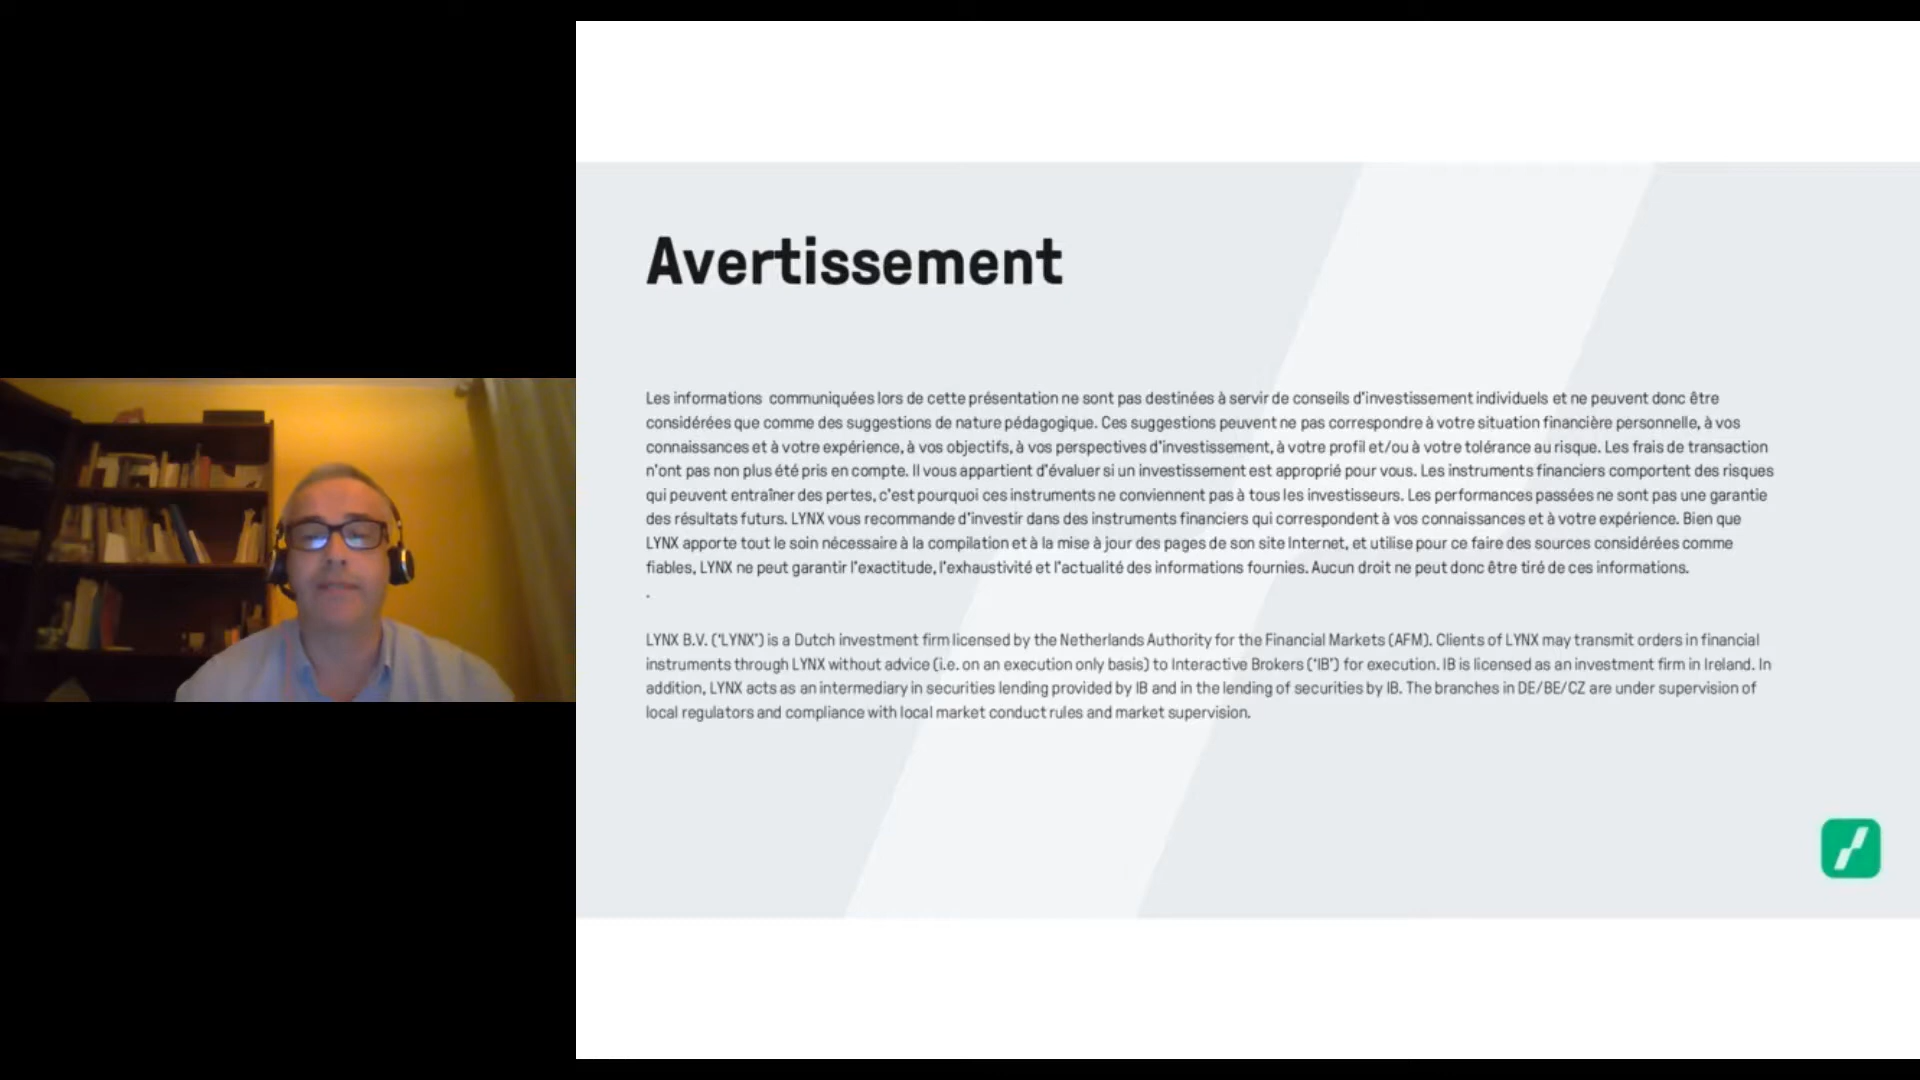 Avertissement
Les informations communiquées lors de cette présentation ne sont pas destinées à servir de conseils d'investissement individuels et ne peuvent donc être
considérées que comme des suggestions de nature pédagogique. Ces suggestions peuvent ne pas correspondre à votre situation financière personnelle, à vos
connaissances et à votre expérience, à vos objectifs, à vos perspectives d'investissement, à votre profil et/ou à votre tolérance au risque. Les frais de transaction
n'ont pas non plus été pris en compte. Il vous appartient d'évaluer si un investissement est approprié pour vous. Les instruments financiers comportent des risques
qui peuvent entraîner des pertes, c'est pourquoi ces instruments ne conviennent pas à tous les investisseurs. Les performances passées ne sont pas une garantie
des résultats futurs. LYNX vous recommande d'investir dans des instruments financiers qui correspondent à vos connaissances et à votre expérience. Bien que
LYNX apporte tout le soin nécessaire à la compilation et à la mise à jour des pages de son site Internet, et utilise pour ce faire des sources considérées comme
fiables, LYNX ne peut garantir l'exactitude, l'exhaustivité et l'actualité des informations fournies. Aucun droit ne peut donc être tiré de ces informations.
.
LYNX B.V. ('LYNX') is a Dutch investment firm licensed by the Netherlands Authority for the Financial Markets (AFM). Clients of LYNX may transmit orders in financial
instruments through LYNX without advice (i.e. on an execution only basis) to Interactive Brokers ('IB') for execution. IB is licensed as an investment firm in Ireland. In
addition, LYNX acts as an intermediary in securities lending provided by IB and in the lending of securities by IB. The branches in DE/BE/CZ are under supervision of
local regulators and compliance with local market conduct rules and market supervision.